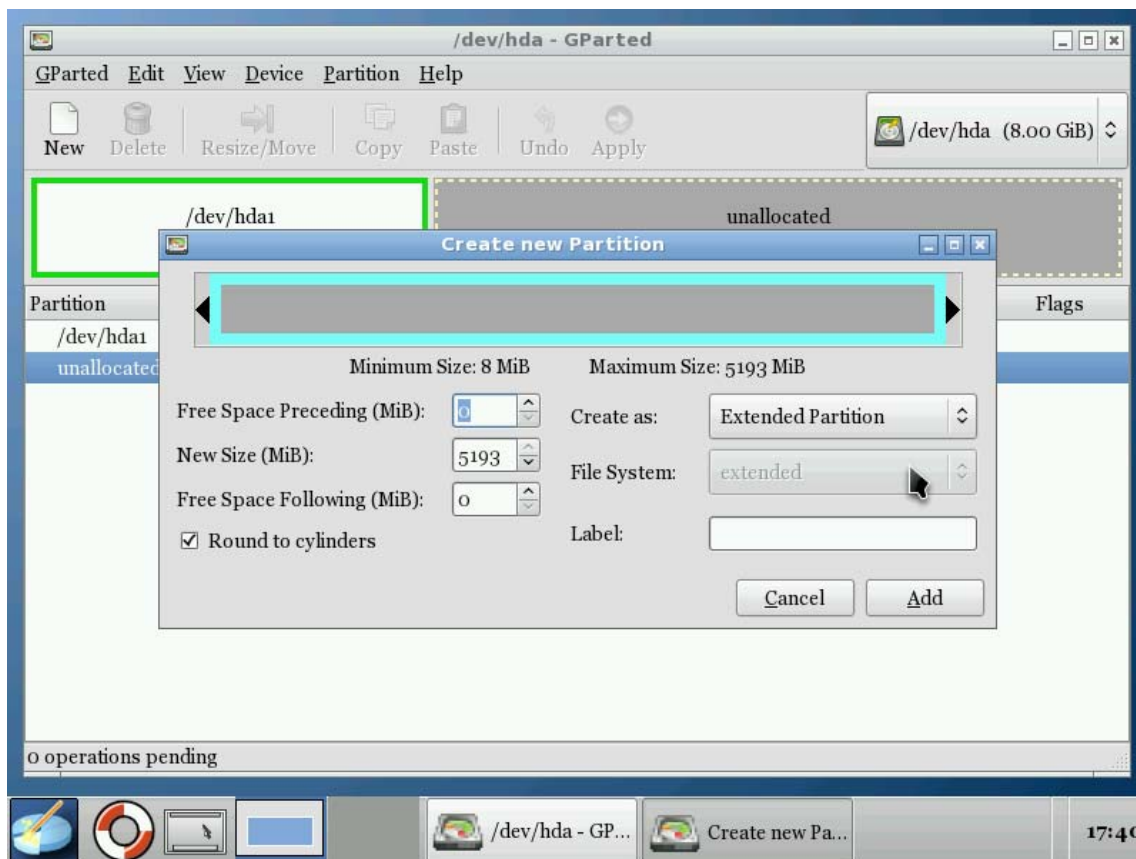 /dev/hda - GParted
GParted Edit View Device Partition Help
New Delete Resize/Move Copy Paste Undo Apply
/dev/hda (8.00 GiB)
/dev/hda1
unallocated
Create new Partition
Partition
Flags
/dev/hda1
unallocated
Minimum Size: 8 MiB Maximum Size: 5193 MiB
Free Space Preceding (MiB): 0
Create as: Extended Partition
New Size (MiB): 5193
File System: extended
Free Space Following (MiB): 0
Round to cylinders
Label:
Cancel Add
0 operations pending
/dev/hda - GP...
Create new Pa...
17:40